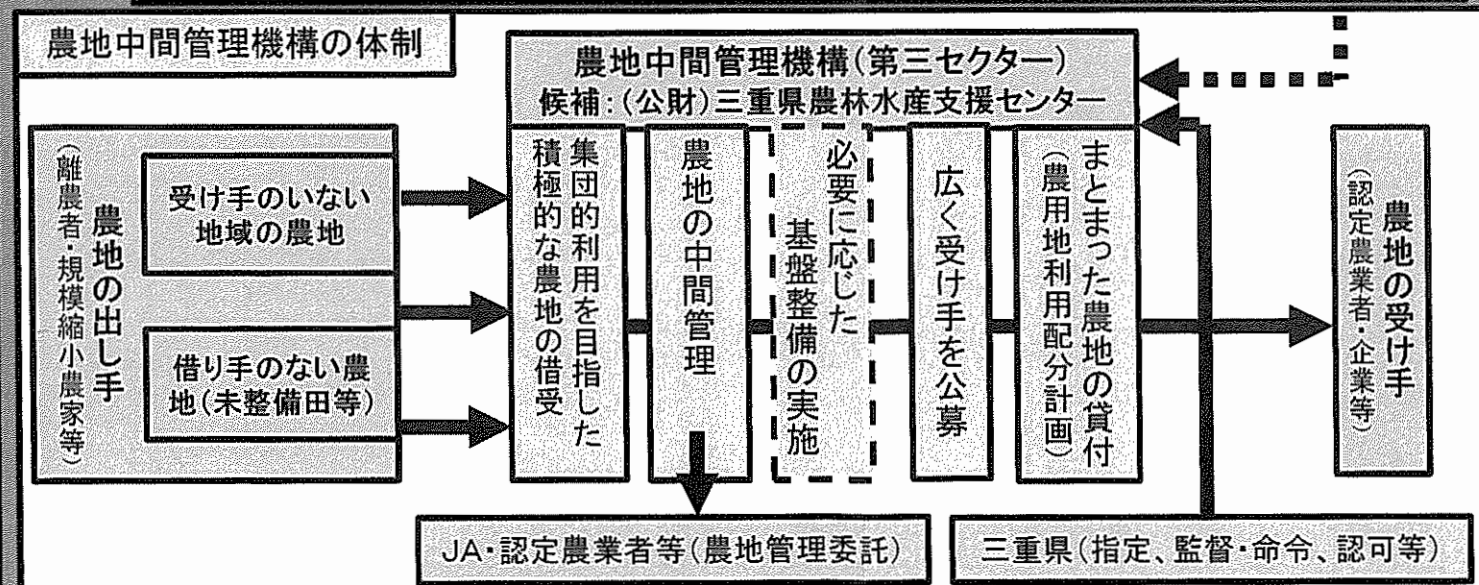 農地中間管理機構の体制
農地中間管理機構(第三セクター)
候補:(公財)三重県農林水産支援センター
農地の出し手
(離農者・規模縮小農家等)
受け手のいない
地域の農地
借り手のない農
地(未整備田等)
集団的利用を目指した
積極的な農地の借受
農地の中間管理
必要に応じた
基盤整備の実施
広く受け手を公募
まとまった農地の貸付
(農用地利用配分計画)
農地の受け手
(認定農業者・企業等)
JA・認定農業者等(農地管理委託)
三重県(指定、監督・命令、認可等)